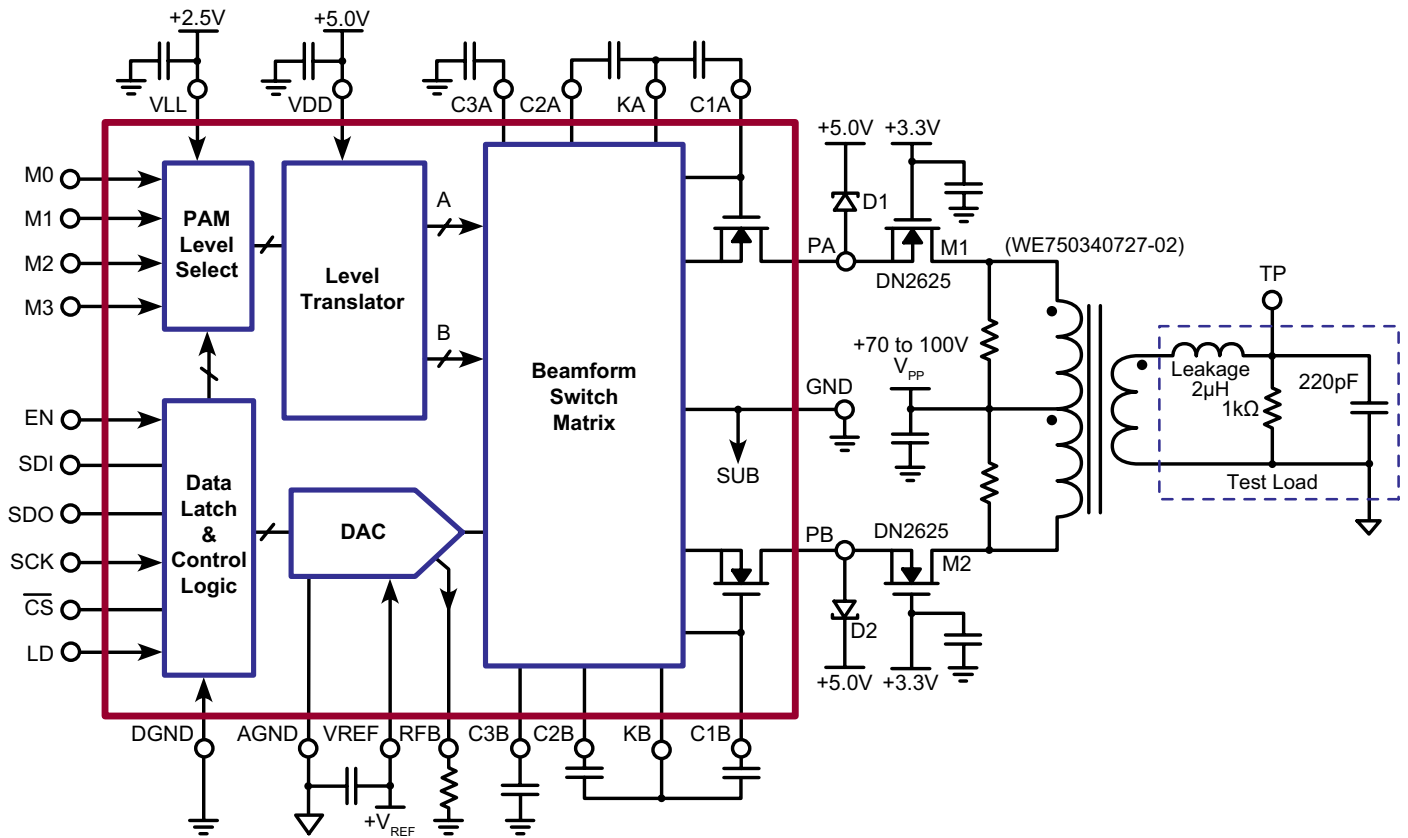 +2.5V
+5.0V
VLL
VDD
C3A
C2A
KA
C1A
+5.0V
+3.3V
M0
M1
M2
M3
PAM
Level
Select
Level
Translator
A
B
Beamform
Switch
Matrix
D1
PA
M1
DN2625
(WE750340727-02)
TP
+70 to 100V
VPP
GND
SUB
Leakage
2µH
1kΩ
220pF
Test Load
EN
SDI
SDO
SCK
CS
LD
Data
Latch
&
Control
Logic
DAC
PB
DN2625
M2
D2
+5.0V
+3.3V
DGND
AGND
VREF
RFB
C3B
C2B
KB
C1B
+VREF